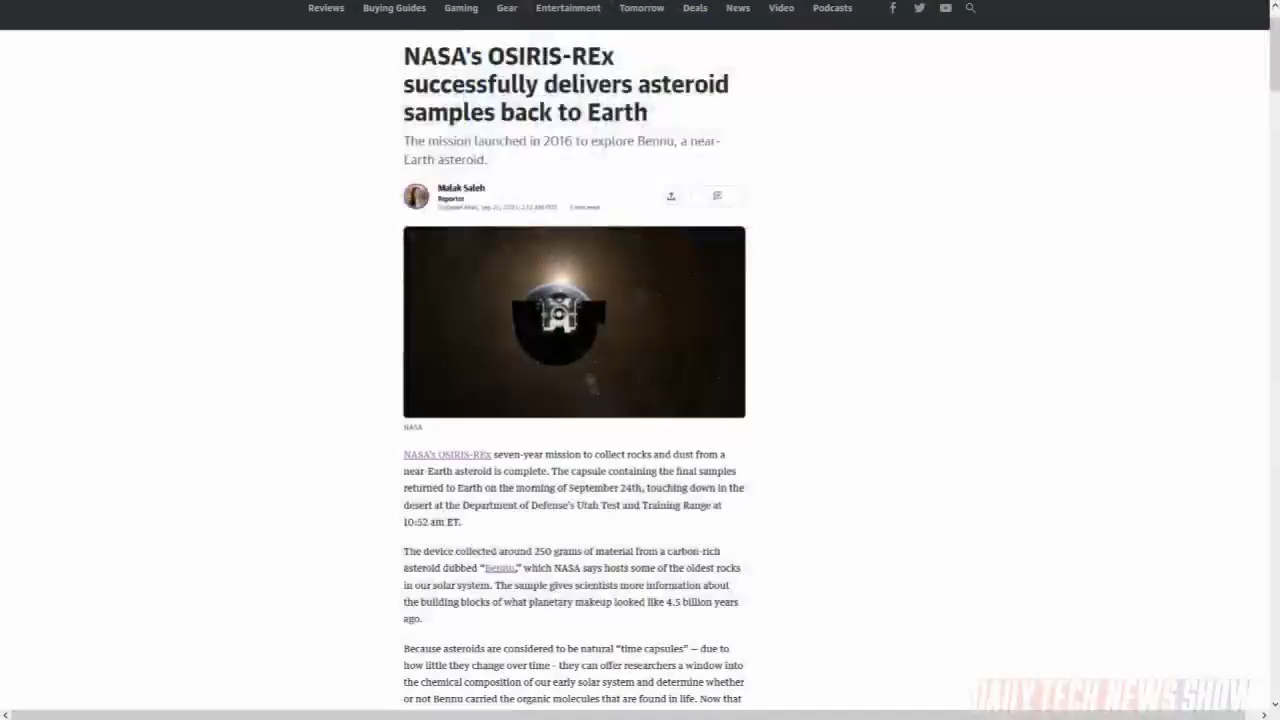 Reviews Buying Guides Gaming Gear Entertainment Tomorrow Deals News Video Podcasts
NASA's OSIRIS-REx
successfully delivers asteroid
samples back to Earth
The mission launched in 2016 to explore Bennu, a near-
Earth asteroid.
Malak Saleh
Reporter
NASA
NASA's OSIRIS-REx seven-year mission to collect rocks and dust from a
near-Earth asteroid is complete. The capsule containing the final samples
returned to Earth on the morning of September 24th, touching down in the
desert at the Department of Defense's Utah Test and Training Range at
10:52 am ET.
The device collected around 250 grams of material from a carbon-rich
asteroid dubbed “Bennu,” which NASA says hosts some of the oldest rocks
in our solar system. The sample gives scientists more information about
the building blocks of what planetary makeup looked like 4.5 billion years
ago.
Because asteroids are considered to be natural “time capsules” – due to
how little they change over time - they can offer researchers a window into
the chemical composition of our early solar system and determine whether
or not Bennu carried the organic molecules that are found in life. Now that
DAILY TECH NEWS SHOW